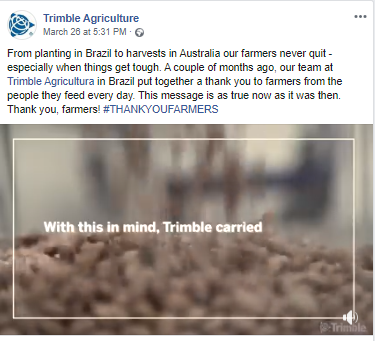 Trimble Agriculture
March 26 at 5:31 PM ·
From planting in Brazil to harvests in Australia our farmers never quit -
especially when things get tough. A couple of months ago, our team at
Trimble Agricultura in Brazil put together a thank you to farmers from the
people they feed every day. This message is as true now as it was then.
Thank you, farmers! #THANKYOUFARMERS
With this in mind, Trimble carried
Trimble